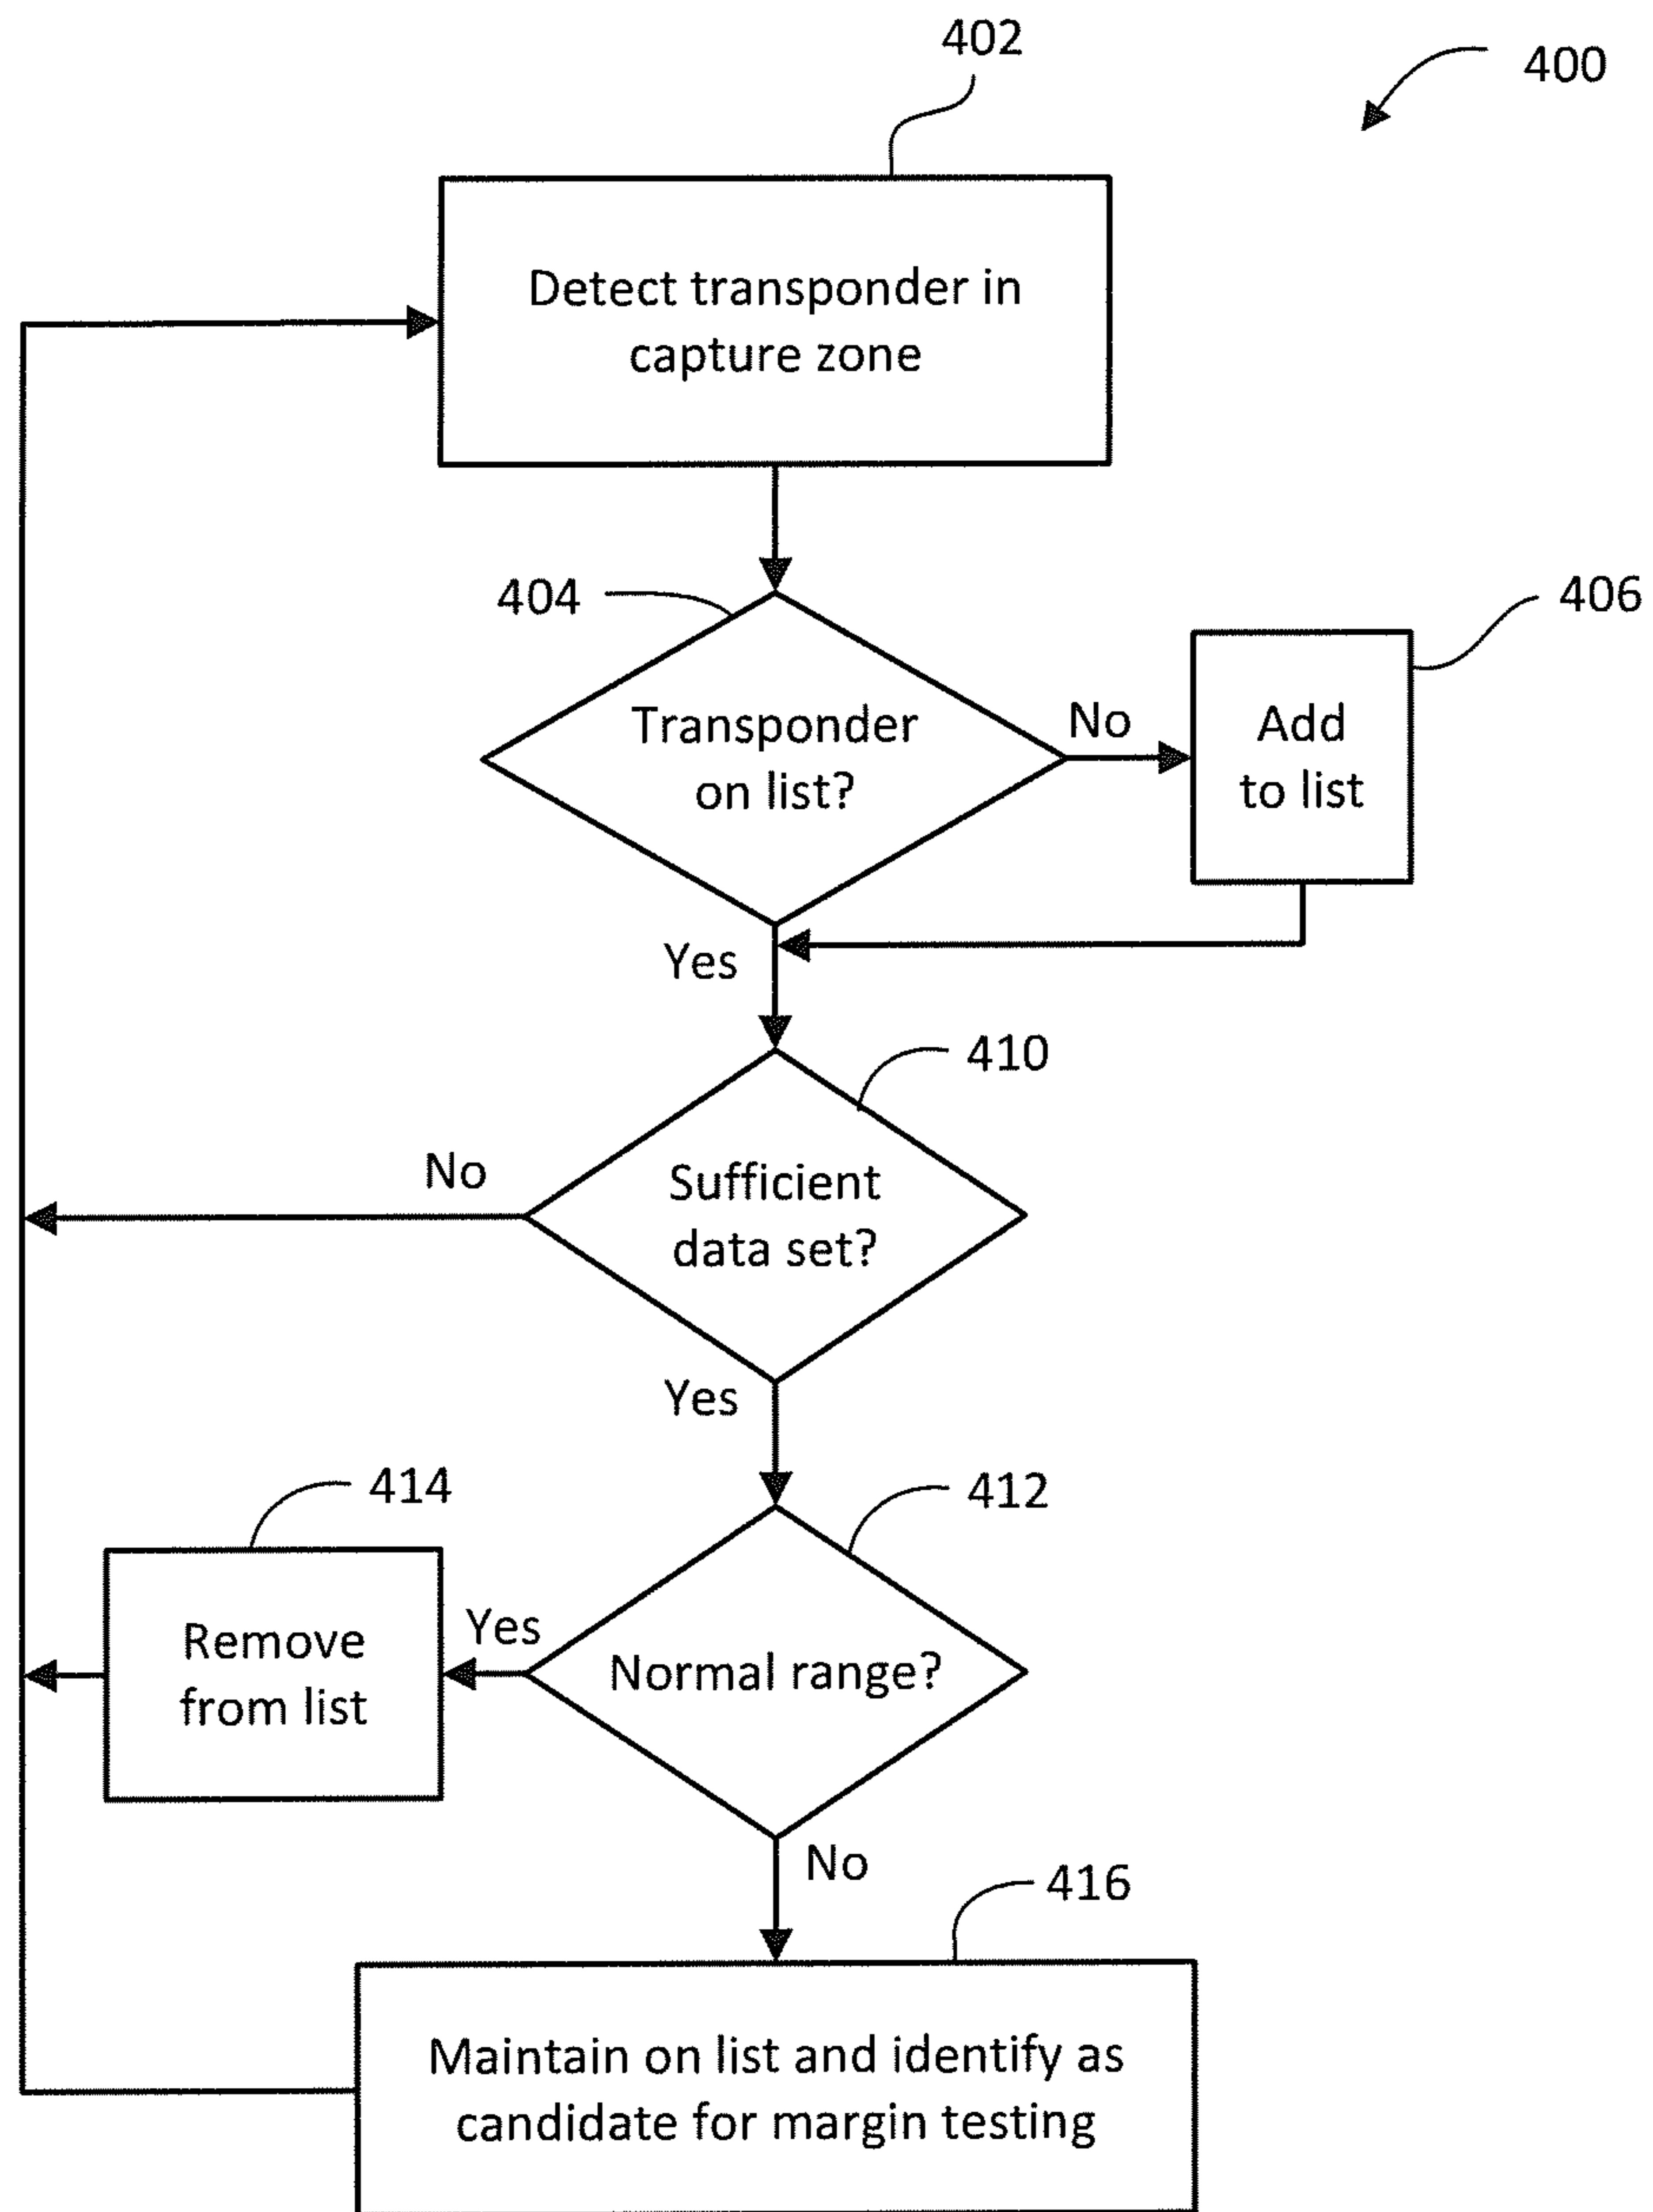 402
400
Detect transponder in
capture zone
404
406
Transponder
on list?
No
Add
to list
Yes
410
No
Sufficient
data set?
Yes
414
412
Remove
from list
Yes
Normal range?
No
416
Maintain on list and identify as
candidate for margin testing